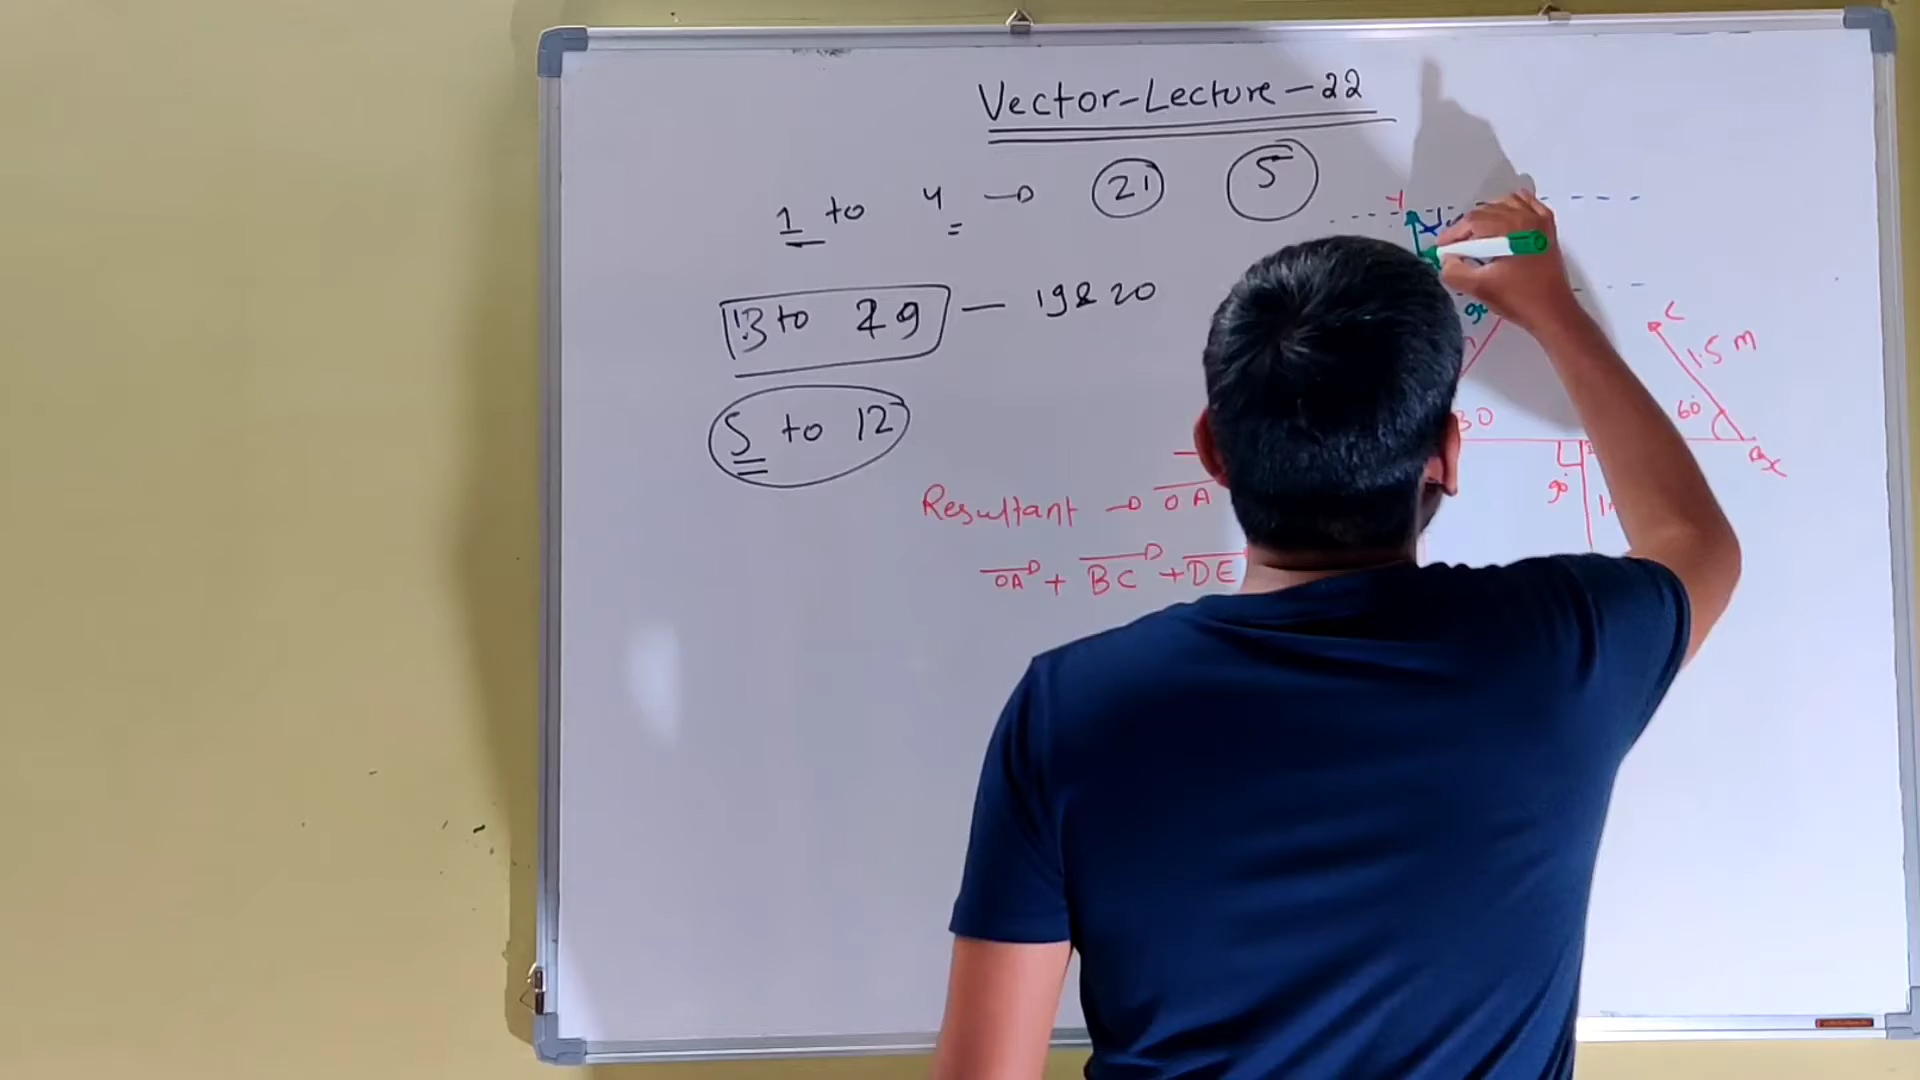 Vector-Lecture-22
1 to 4 → 21 5
13 to 29 — 19 & 20
5 to 12
Resultant → OA
OA + BC + DE
Y
C
1.5 m
60
30
90